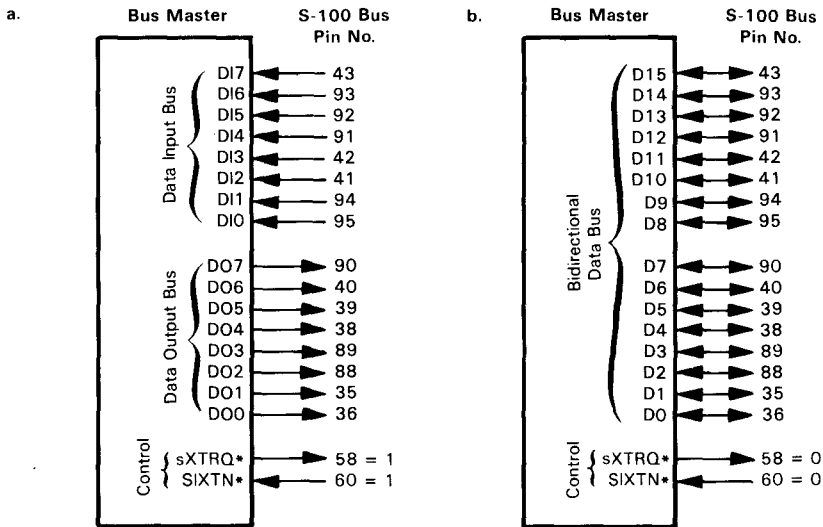 a.
Bus Master
S-100 Bus
Pin No.
Data Input Bus
DI7 43
DI6 93
DI5 92
DI4 91
DI3 42
DI2 41
DI1 94
DI0 95
Data Output Bus
DO7 90
DO6 40
DO5 39
DO4 38
DO3 89
DO2 88
DO1 35
DO0 36
Control
sXTRQ* 58 = 1
SIXTN* 60 = 1
b.
Bus Master
S-100 Bus
Pin No.
Bidirectional
Data Bus
D15 43
D14 93
D13 92
D12 91
D11 42
D10 41
D9 94
D8 95
D7 90
D6 40
D5 39
D4 38
D3 89
D2 88
D1 35
D0 36
Control
sXTRQ* 58 = 0
SIXTN* 60 = 0